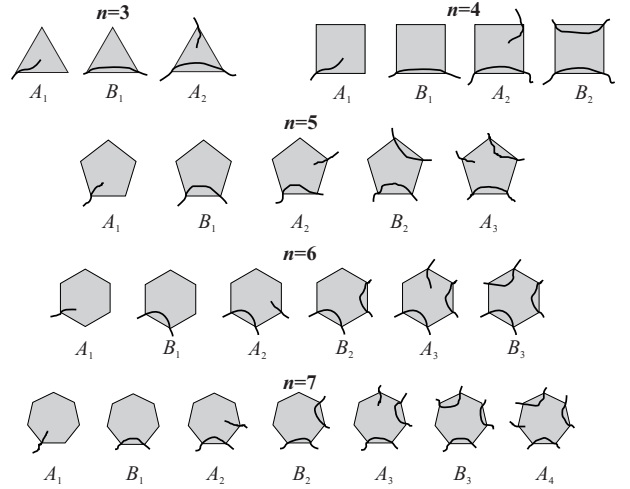 n=3 n=4
A₁ B₁ A₂ A₁ B₁ A₂ B₂
n=5
A₁ B₁ A₂ B₂ A₃
n=6
A₁ B₁ A₂ B₂ A₃ B₃
n=7
A₁ B₁ A₂ B₂ A₃ B₃ A₄